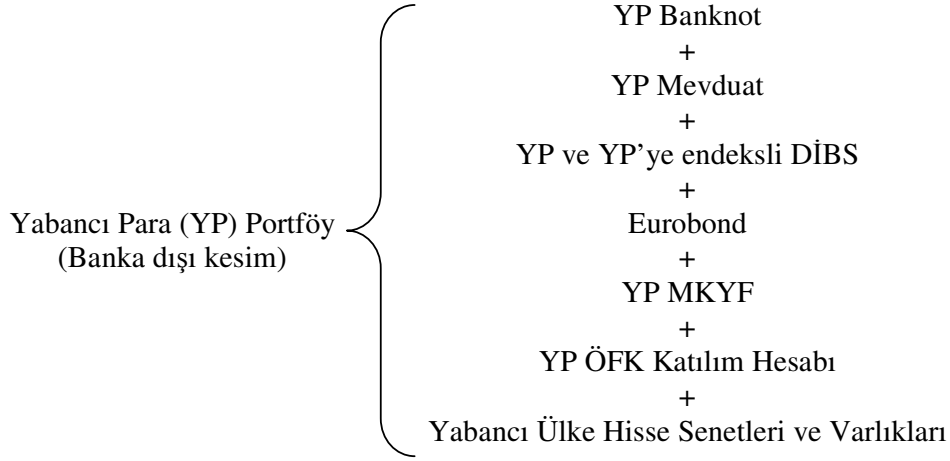 YP Banknot
+
YP Mevduat
+
YP ve YP’ye endeksli DİBS
+
Yabancı Para (YP) Portföy
(Banka dışı kesim)
Eurobond
+
YP MKYF
+
YP ÖFK Katılım Hesabı
+
Yabancı Ülke Hisse Senetleri ve Varlıkları